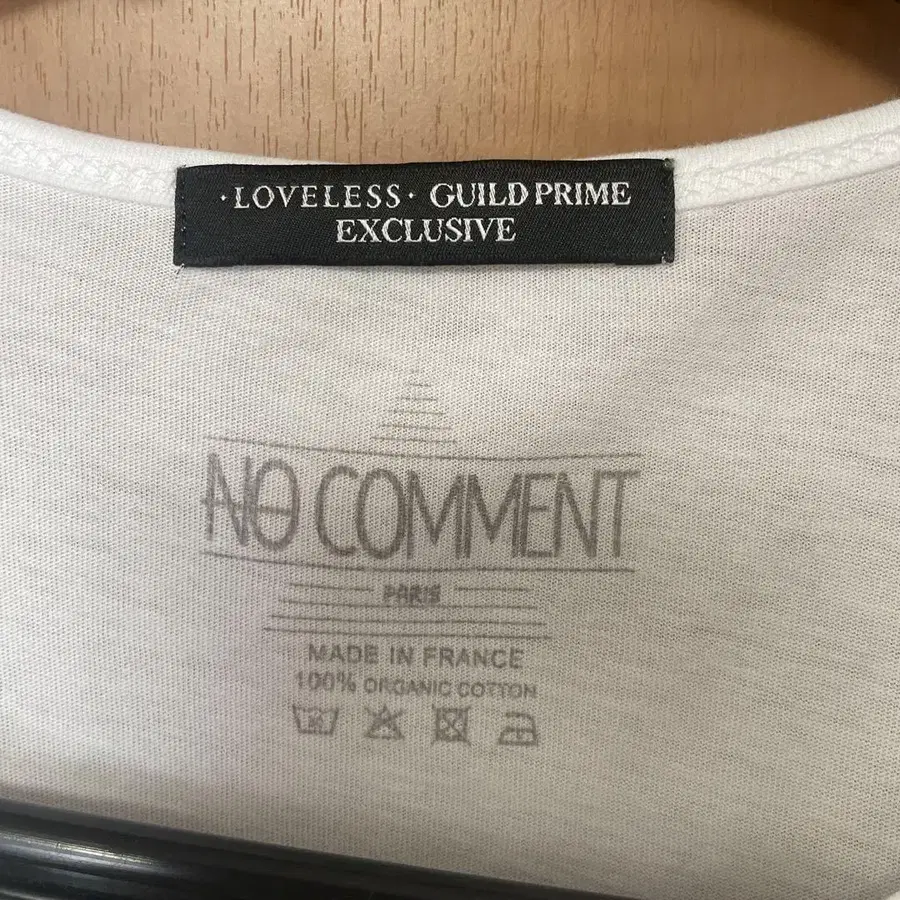 ·LOVELESS· GUILD PRIME
EXCLUSIVE
NO COMMENT
PARIS
MADE IN FRANCE
100% ORGANIC COTTON